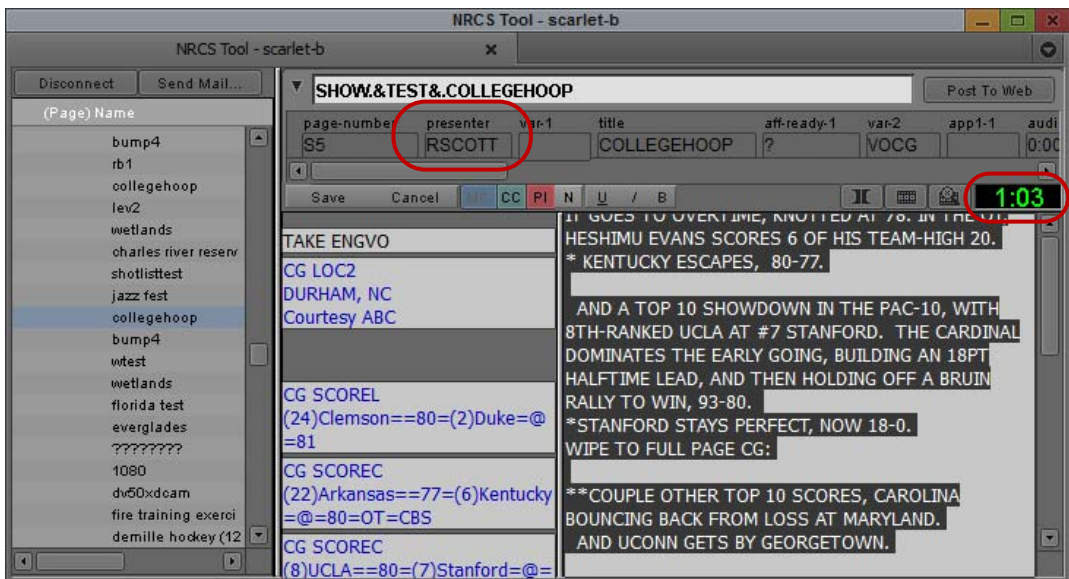 NRCS Tool - scarlet-b
NRCS Tool - scarlet-b
Disconnect
Send Mail...
(Page) Name
bump4
rb1
collegehoop
lev2
wetlands
charles river reserv
shotlisttest
jazz fest
collegehoop
bump4
wtest
wetlands
florida test
everglades
????????
1080
dv50xdcam
fire training exerci
demille hockey (12
SHOW.&TEST&.COLLEGEHOOP
Post To Web
page-number presenter var-1 title aff-ready-1 var-2 app1-1 audi
S5 RSCOTT COLLEGEHOOP ? VOCG 0:00
Save Cancel MC CC PI N U / B
1:03
TAKE ENGVO
CG LOC2
DURHAM, NC
Courtesy ABC
CG SCOREL
(24)Clemson==80=(2)Duke=@
=81
CG SCOREC
(22)Arkansas==77=(6)Kentucky
=@=80=OT=CBS
CG SCOREC
(8)UCLA==80=(7)Stanford=@=
IT GOES TO OVERTIME, KNOTTED AT 78. IN THE OT,
HESHIMU EVANS SCORES 6 OF HIS TEAM-HIGH 20.
* KENTUCKY ESCAPES, 80-77.
AND A TOP 10 SHOWDOWN IN THE PAC-10, WITH
8TH-RANKED UCLA AT #7 STANFORD. THE CARDINAL
DOMINATES THE EARLY GOING, BUILDING AN 18PT
HALFTIME LEAD, AND THEN HOLDING OFF A BRUIN
RALLY TO WIN, 93-80.
*STANFORD STAYS PERFECT, NOW 18-0.
WIPE TO FULL PAGE CG:
**COUPLE OTHER TOP 10 SCORES, CAROLINA
BOUNCING BACK FROM LOSS AT MARYLAND.
AND UCONN GETS BY GEORGETOWN.